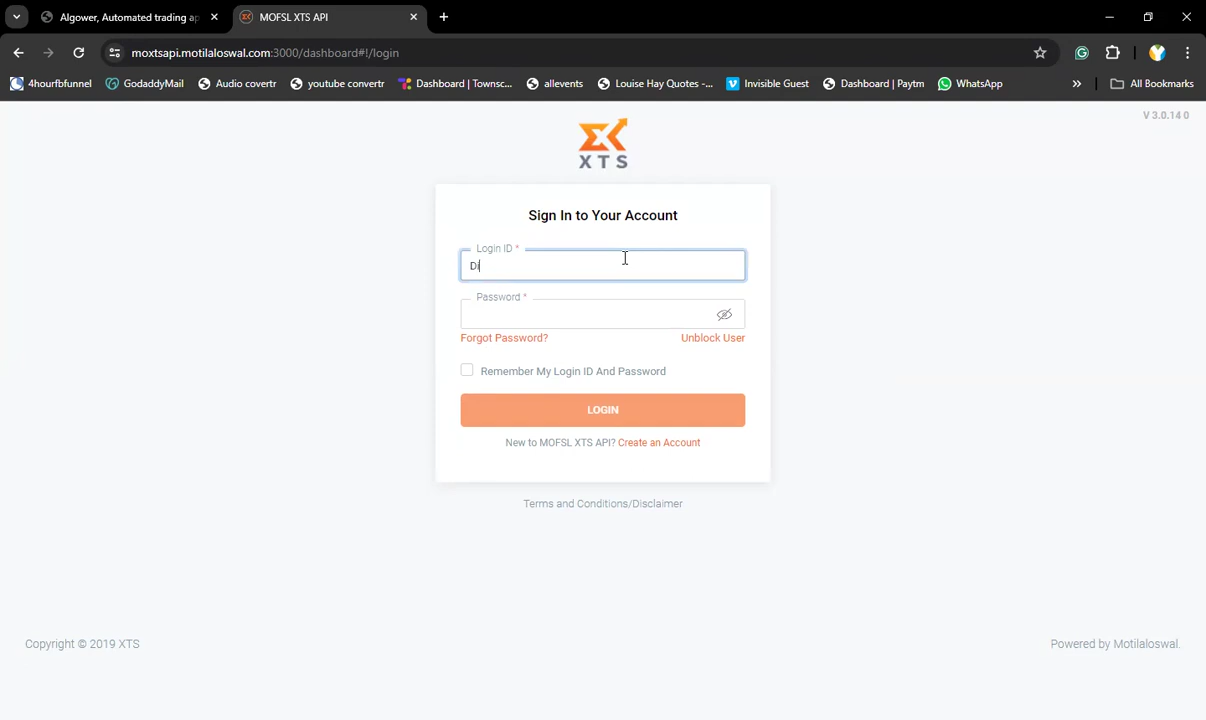 Algower, Automated trading ap
MOFSL XTS API
moxtsapi.motilaloswal.com:3000/dashboard#!/login
4hourfbfunnel
GodaddyMail
Audio covertr
youtube convertr
Dashboard | Townsc...
allevents
Louise Hay Quotes -...
Invisible Guest
Dashboard | Paytm
WhatsApp
»
All Bookmarks
V 3.0.14 0
XTS
Sign In to Your Account
Login ID *
Di
Password *
Forgot Password?
Unblock User
Remember My Login ID And Password
LOGIN
New to MOFSL XTS API? Create an Account
Terms and Conditions/Disclaimer
Copyright © 2019 XTS
Powered by Motilaloswal.